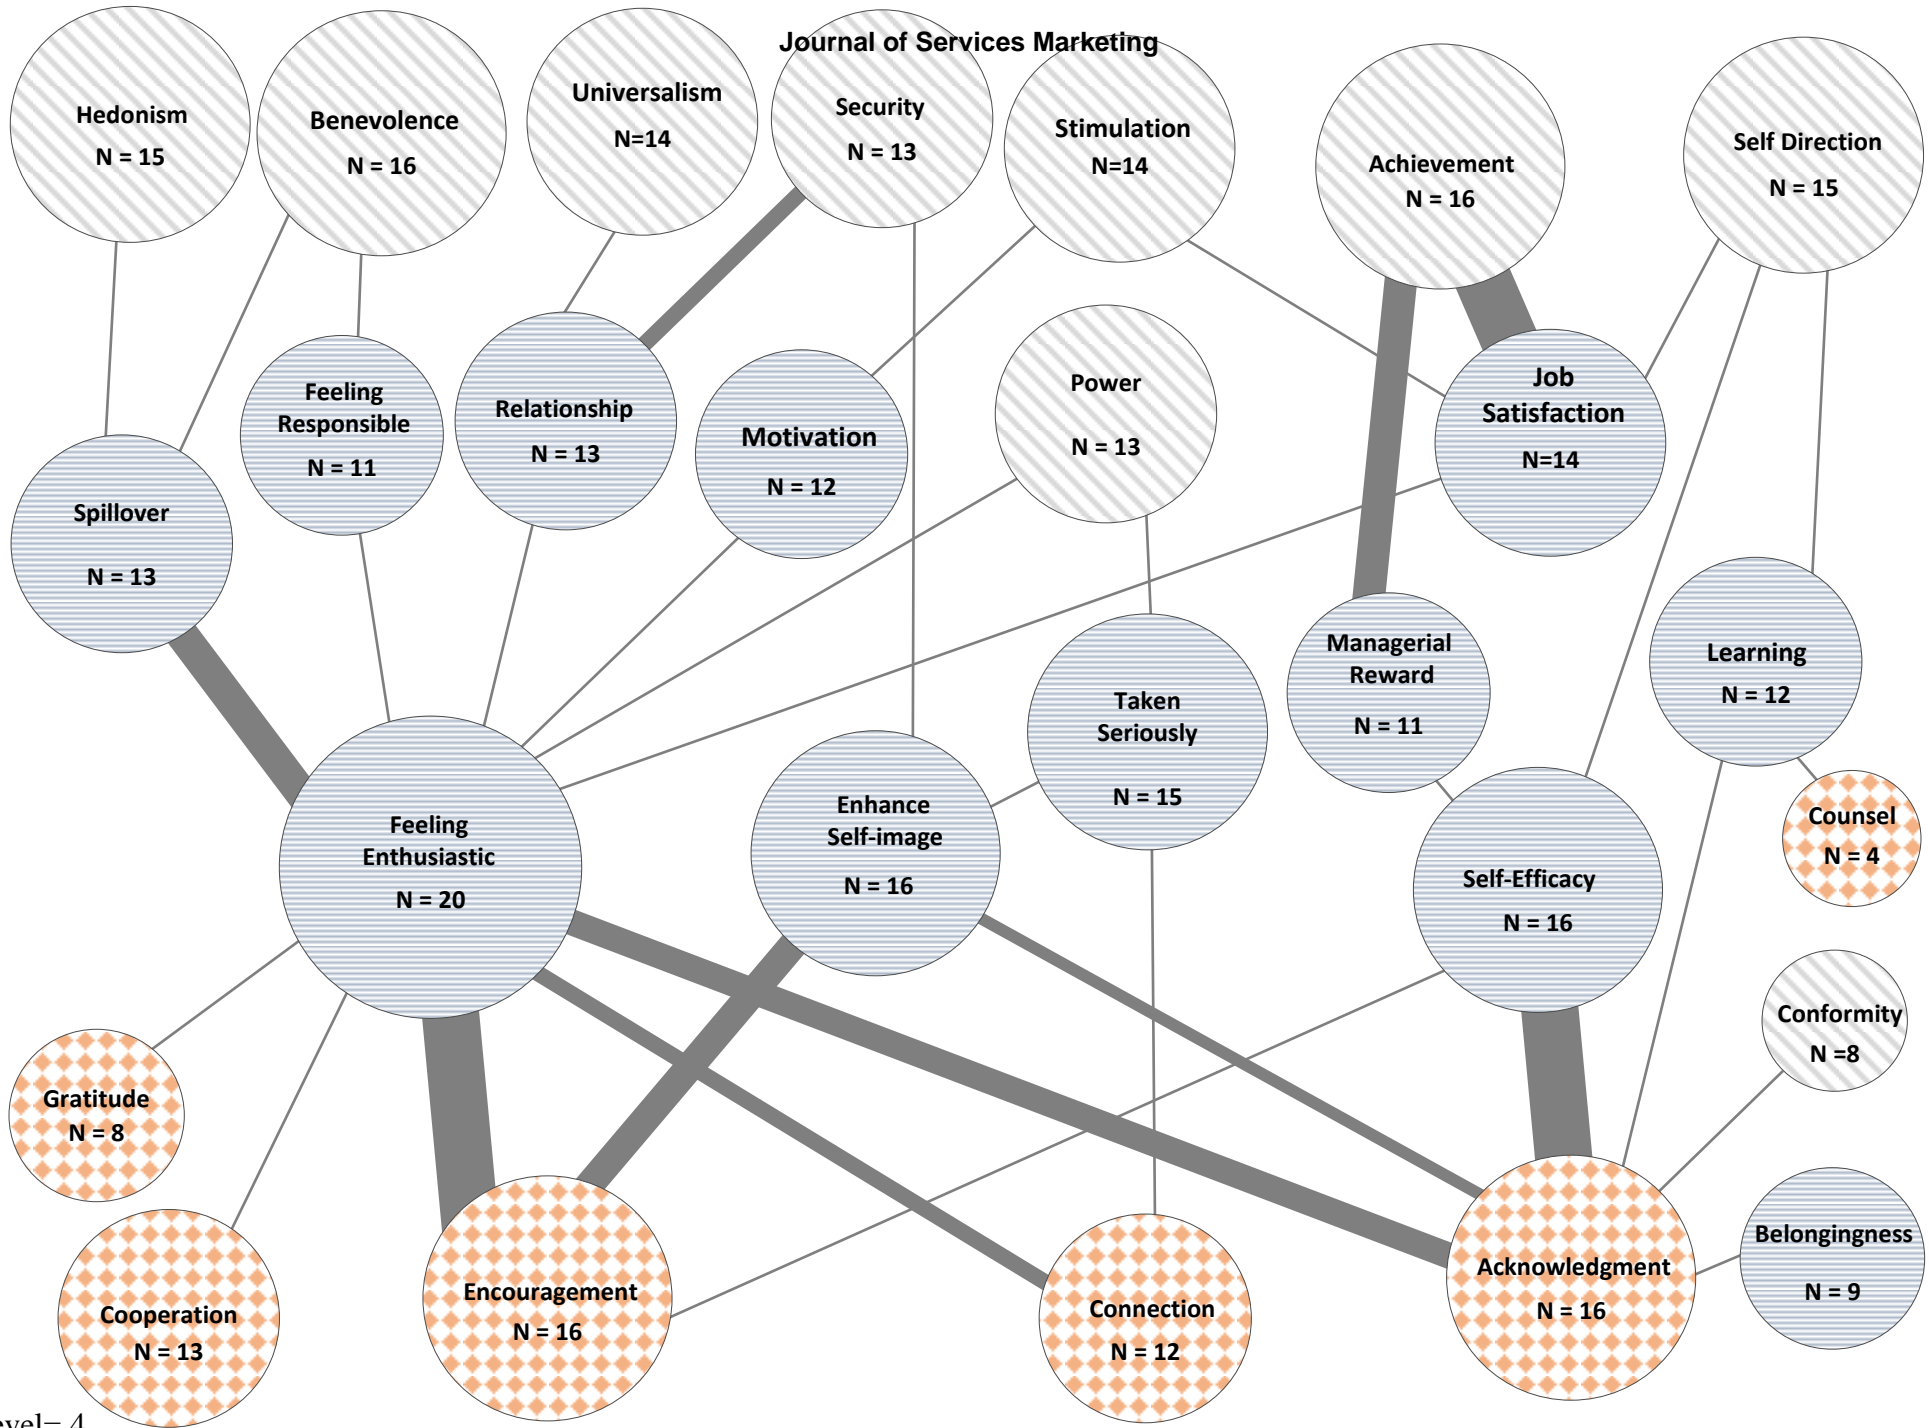 Journal of Services Marketing
Hedonism
N = 15
Benevolence
N = 16
Universalism
N=14
Security
N = 13
Stimulation
N=14
Achievement
N = 16
Self Direction
N = 15
Feeling
Responsible
N = 11
Relationship
N = 13
Motivation
N = 12
Power
N = 13
Job
Satisfaction
N=14
Spillover
N = 13
Managerial
Reward
N = 11
Learning
N = 12
Taken
Seriously
N = 15
Feeling
Enthusiastic
N = 20
Enhance
Self-image
N = 16
Self-Efficacy
N = 16
Counsel
N = 4
Conformity
N =8
Gratitude
N = 8
Cooperation
N = 13
Encouragement
N = 16
Connection
N = 12
Acknowledgment
N = 16
Belongingness
N = 9
= 4